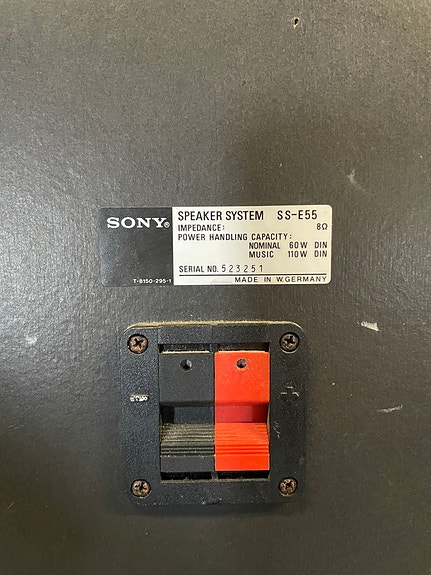 SONY®
SPEAKER SYSTEM SS-E55
IMPEDANCE: 8Ω
POWER HANDLING CAPACITY:
NOMINAL 60W DIN
MUSIC 110W DIN
SERIAL NO. 523251
T-8150-295-1
MADE IN W.GERMANY
- +